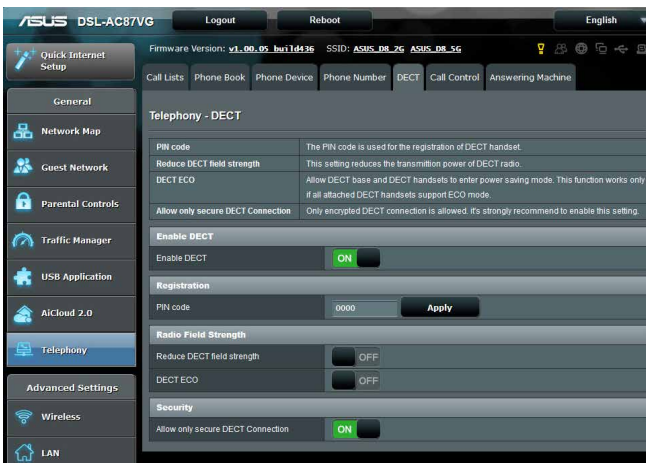 ASUS DSL-AC87VG Logout Reboot English
Quick Internet Setup
Firmware Version: v1.00.05 build436 SSID: ASUS_D8_2G ASUS_D8_5G
Call Lists Phone Book Phone Device Phone Number DECT Call Control Answering Machine
General
Network Map
Guest Network
Parental Controls
Traffic Manager
USB Application
AiCloud 2.0
Telephony
Advanced Settings
Wireless
LAN
Telephony - DECT
PIN code The PIN code is used for the registration of DECT handset.
Reduce DECT field strength This setting reduces the transmittion power of DECT radio.
DECT ECO Allow DECT base and DECT handsets to enter power saving mode. This function works only
if all attached DECT handsets support ECO mode.
Allow only secure DECT Connection Only encrypted DECT connection is allowed. it's strongly recommend to enable this setting.
Enable DECT
Enable DECT ON
Registration
PIN code 0000 Apply
Radio Field Strength
Reduce DECT field strength OFF
DECT ECO OFF
Security
Allow only secure DECT Connection ON